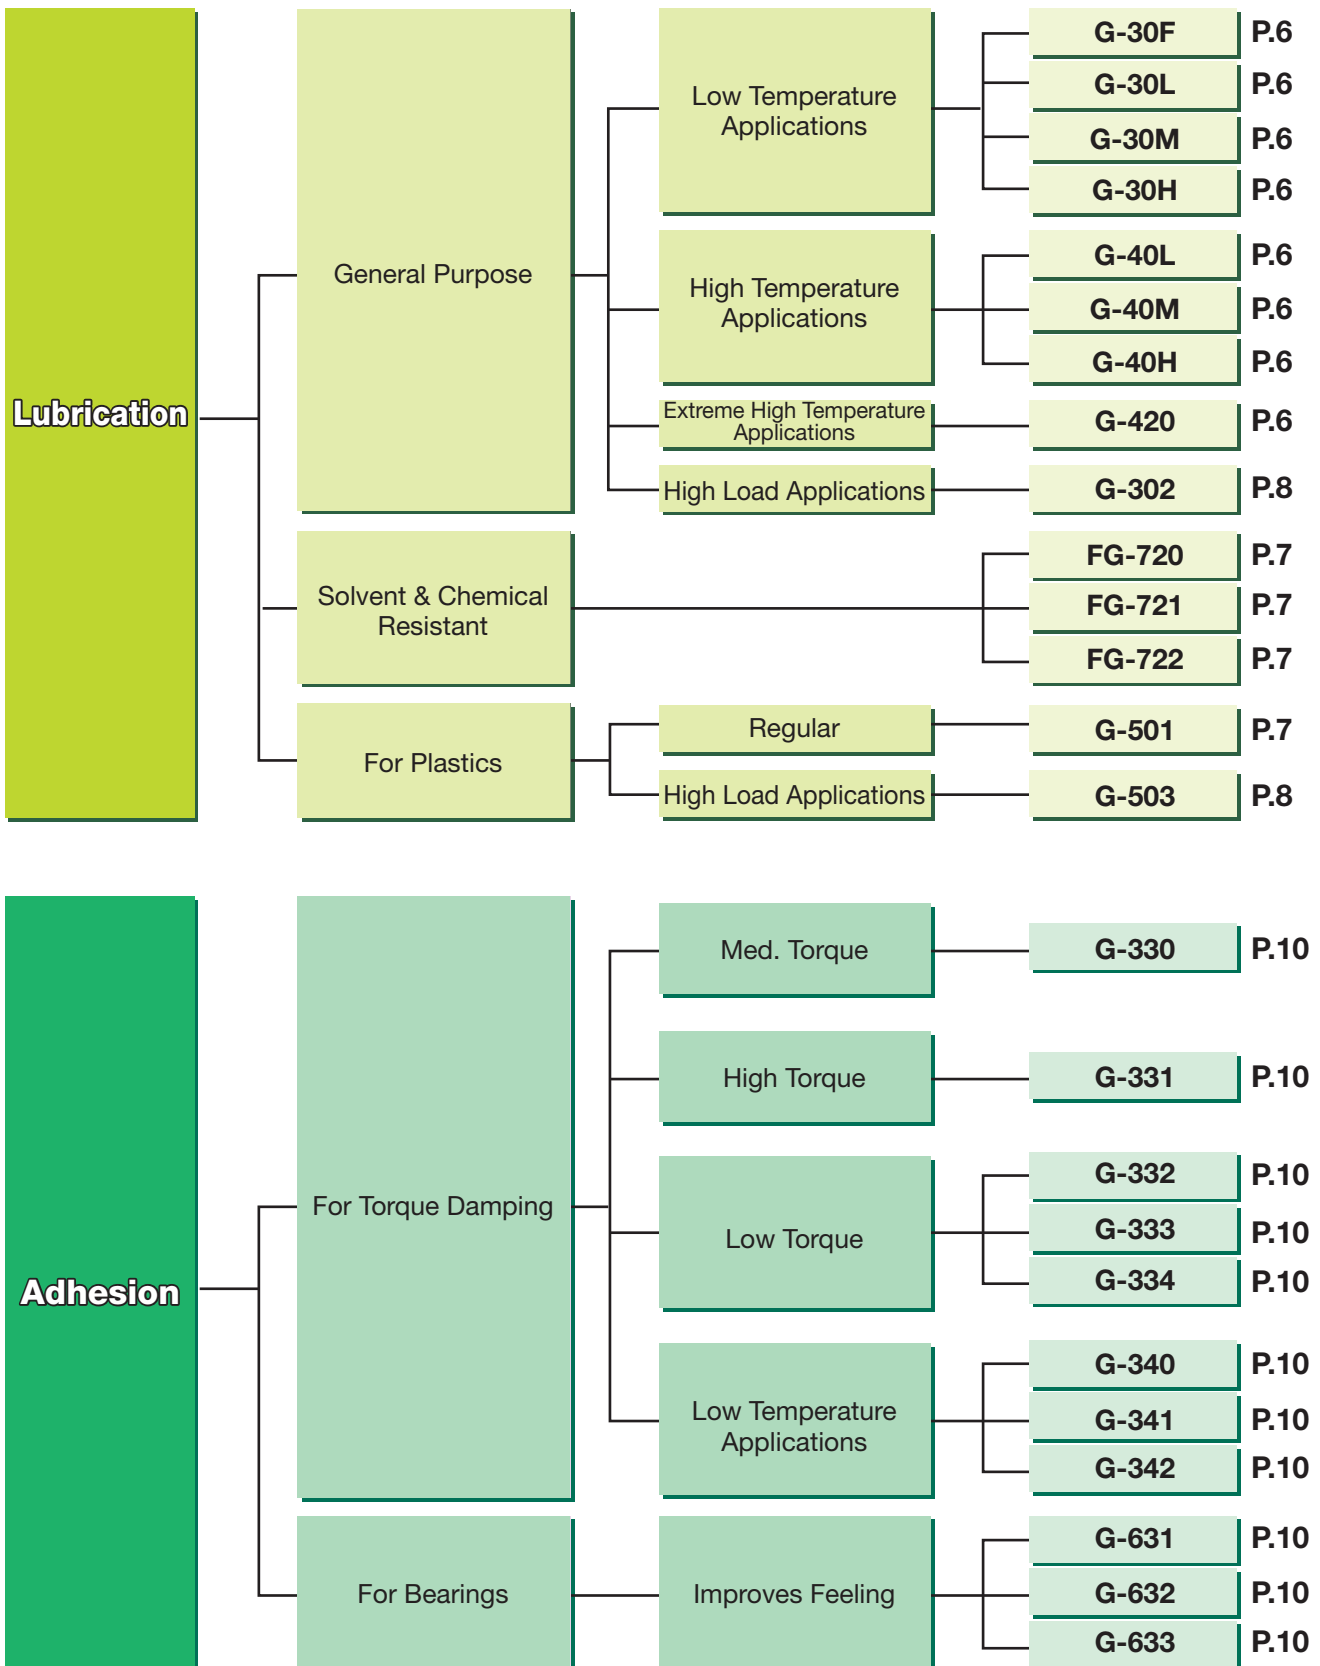 Lubrication
General Purpose
Low Temperature
Applications
G-30F P.6
G-30L P.6
G-30M P.6
G-30H P.6
High Temperature
Applications
G-40L P.6
G-40M P.6
G-40H P.6
Extreme High Temperature
Applications
G-420 P.6
High Load Applications
G-302 P.8
Solvent & Chemical
Resistant
FG-720 P.7
FG-721 P.7
FG-722 P.7
For Plastics
Regular
G-501 P.7
High Load Applications
G-503 P.8
Adhesion
For Torque Damping
Med. Torque
G-330 P.10
High Torque
G-331 P.10
Low Torque
G-332 P.10
G-333 P.10
G-334 P.10
Low Temperature
Applications
G-340 P.10
G-341 P.10
G-342 P.10
For Bearings
Improves Feeling
G-631 P.10
G-632 P.10
G-633 P.10